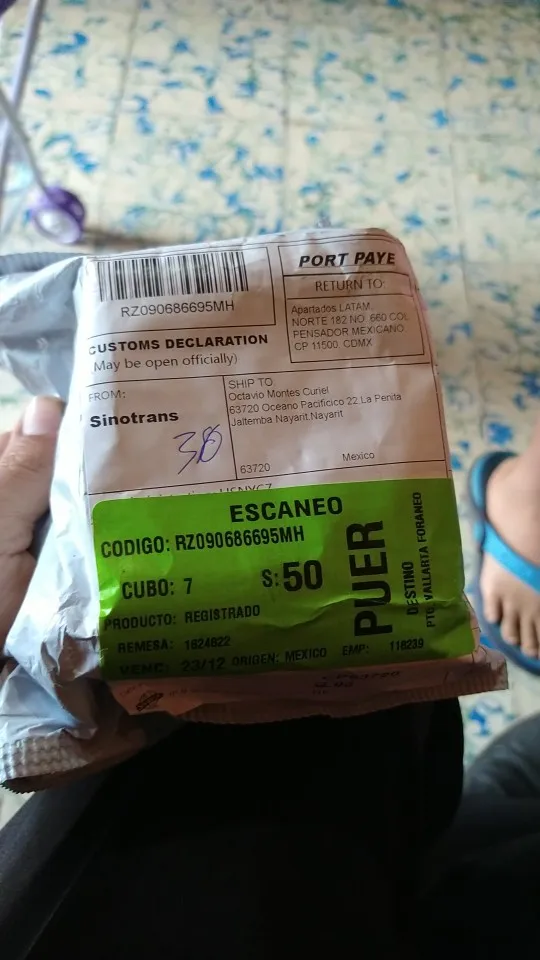 RZ090686695MH
PORT PAYE
RETURN TO:
Apartados LATAM.
NORTE 182 NO. 660 COL
PENSADOR MEXICANO.
CP 11500. CDMX
CUSTOMS DECLARATION
May be open officially)
FROM:
Sinotrans
38
SHIP TO
Octavio Montes Curiel
63720 Oceano Pacificico 22 La Penita
Jaltemba Nayarit.Nayarit
63720
Mexico
ESCANEO
CODIGO: RZ090686695MH
CUBO: 7
S:50
PRODUCTO: REGISTRADO
REMESA: 1624622
VENC: 23/12 ORIGEN: MEXICO EMP: 116239
PUER
DESTINO
PTO. VALLARTA FORANEO